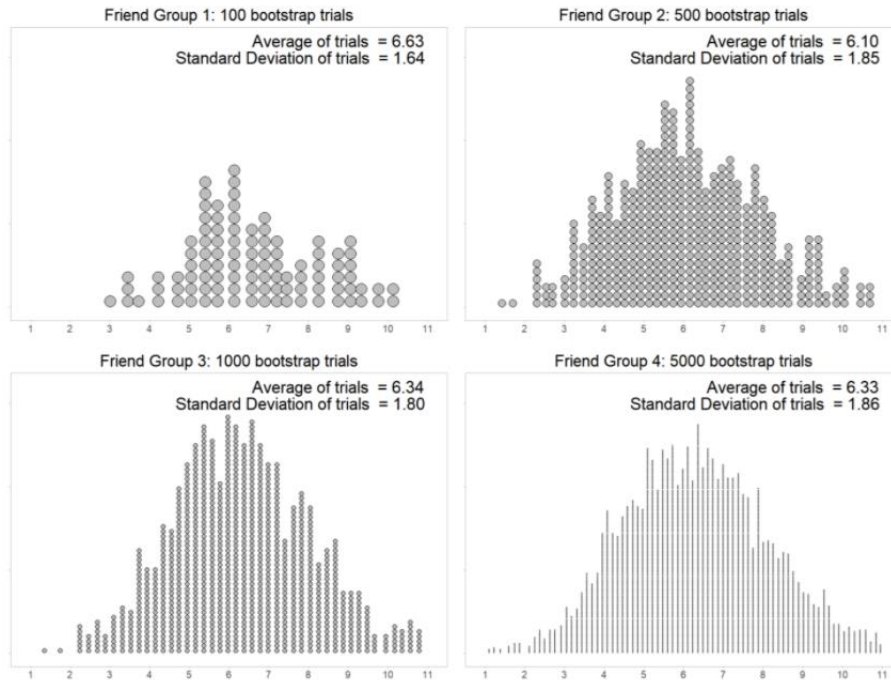 Friend Group 1: 100 bootstrap trials
Average of trials = 6.63
Standard Deviation of trials = 1.64
1 2 3 4 5 6 7 8 9 10 11
Friend Group 2: 500 bootstrap trials
Average of trials = 6.10
Standard Deviation of trials = 1.85
1 2 3 4 5 6 7 8 9 10 11
Friend Group 3: 1000 bootstrap trials
Average of trials = 6.34
Standard Deviation of trials = 1.80
1 2 3 4 5 6 7 8 9 10 11
Friend Group 4: 5000 bootstrap trials
Average of trials = 6.33
Standard Deviation of trials = 1.86
1 2 3 4 5 6 7 8 9 10 11